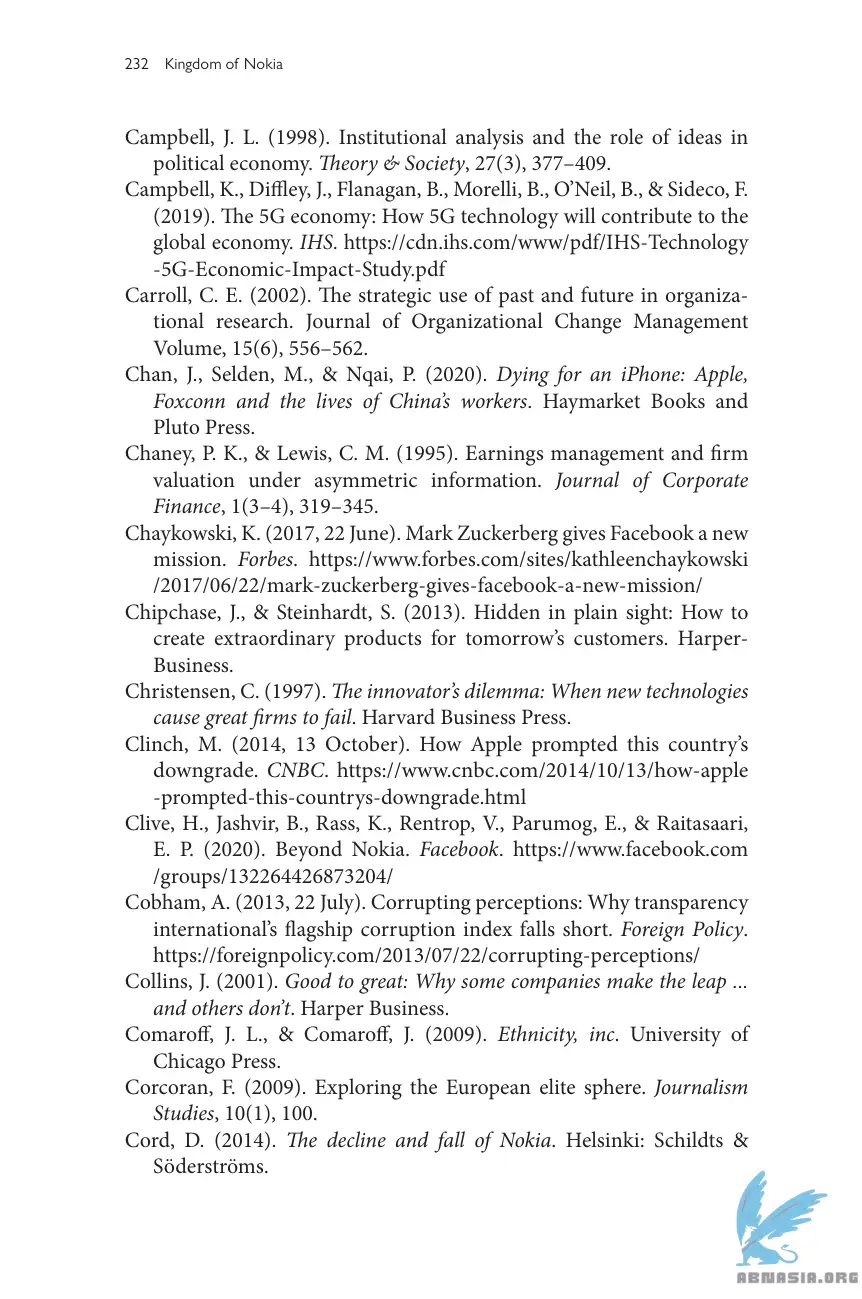 232 Kingdom of Nokia
Campbell, J. L. (1998). Institutional analysis and the role of ideas in
political economy. Theory & Society, 27(3), 377–409.
Campbell, K., Diffley, J., Flanagan, B., Morelli, B., O’Neil, B., & Sideco, F.
(2019). The 5G economy: How 5G technology will contribute to the
global economy. IHS. https://cdn.ihs.com/www/pdf/IHS-Technology
-5G-Economic-Impact-Study.pdf
Carroll, C. E. (2002). The strategic use of past and future in organiza-
tional research. Journal of Organizational Change Management
Volume, 15(6), 556–562.
Chan, J., Selden, M., & Nqai, P. (2020). Dying for an iPhone: Apple,
Foxconn and the lives of China’s workers. Haymarket Books and
Pluto Press.
Chaney, P. K., & Lewis, C. M. (1995). Earnings management and firm
valuation under asymmetric information. Journal of Corporate
Finance, 1(3–4), 319–345.
Chaykowski, K. (2017, 22 June). Mark Zuckerberg gives Facebook a new
mission. Forbes. https://www.forbes.com/sites/kathleenchaykowski
/2017/06/22/mark-zuckerberg-gives-facebook-a-new-mission/
Chipchase, J., & Steinhardt, S. (2013). Hidden in plain sight: How to
create extraordinary products for tomorrow’s customers. Harper-
Business.
Christensen, C. (1997). The innovator’s dilemma: When new technologies
cause great firms to fail. Harvard Business Press.
Clinch, M. (2014, 13 October). How Apple prompted this country’s
downgrade. CNBC. https://www.cnbc.com/2014/10/13/how-apple
-prompted-this-countrys-downgrade.html
Clive, H., Jashvir, B., Rass, K., Rentrop, V., Parumog, E., & Raitasaari,
E. P. (2020). Beyond Nokia. Facebook. https://www.facebook.com
/groups/132264426873204/
Cobham, A. (2013, 22 July). Corrupting perceptions: Why transparency
international’s flagship corruption index falls short. Foreign Policy.
https://foreignpolicy.com/2013/07/22/corrupting-perceptions/
Collins, J. (2001). Good to great: Why some companies make the leap ...
and others don’t. Harper Business.
Comaroff, J. L., & Comaroff, J. (2009). Ethnicity, inc. University of
Chicago Press.
Corcoran, F. (2009). Exploring the European elite sphere. Journalism
Studies, 10(1), 100.
Cord, D. (2014). The decline and fall of Nokia. Helsinki: Schildts &
Söderströms.
ABNASIA.ORG